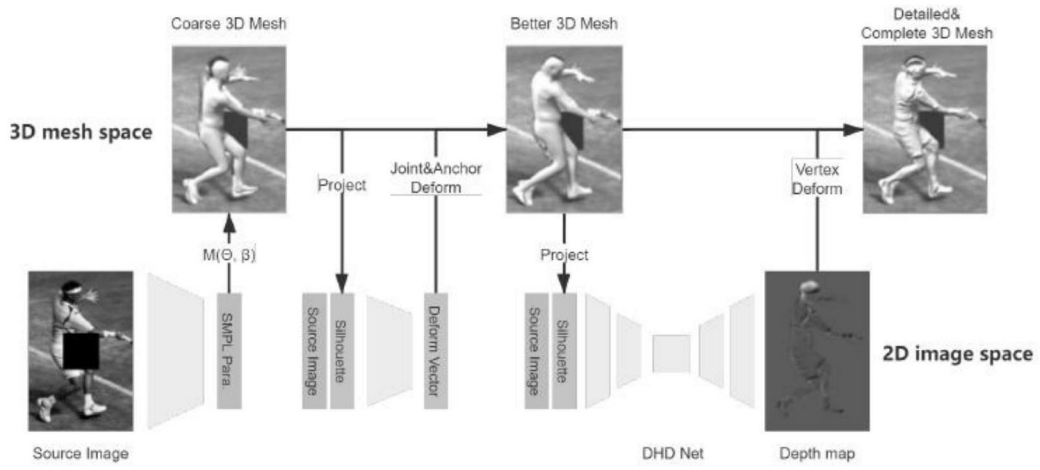 Coarse 3D Mesh
Better 3D Mesh
Detailed&
Complete 3D Mesh
3D mesh space
Project
Joint&Anchor
Deform
Vertex
Deform
M(Θ, β)
Project
SMPL Para.
Source Image
Silhouette
Deform Vector
Source Image
Silhouette
2D image space
Source Image
DHD Net
Depth map